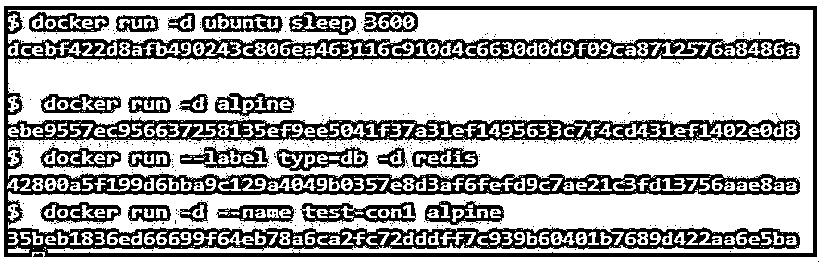 $ docker run -d ubuntu sleep 3600
dcebf422d8afb490243c806ea463116c910d4c6630d0d9f09ca8712576a8486a
$  docker run -d alpine
ebe9557ec956637258135ef9ee5041f37a31ef1495633c7f4cd431ef1402e0d8
$  docker run --label type=db -d redis
42800a5f199d6bba9c129a4049b0357e8d3af6fefd9c7ae21c3fd13756aae8aa
$  docker run -d --name test-con1 alpine
35beb1836ed66699f64eb78a6ca2fc72dddff7c939b60401b7689d422aa6e5ba